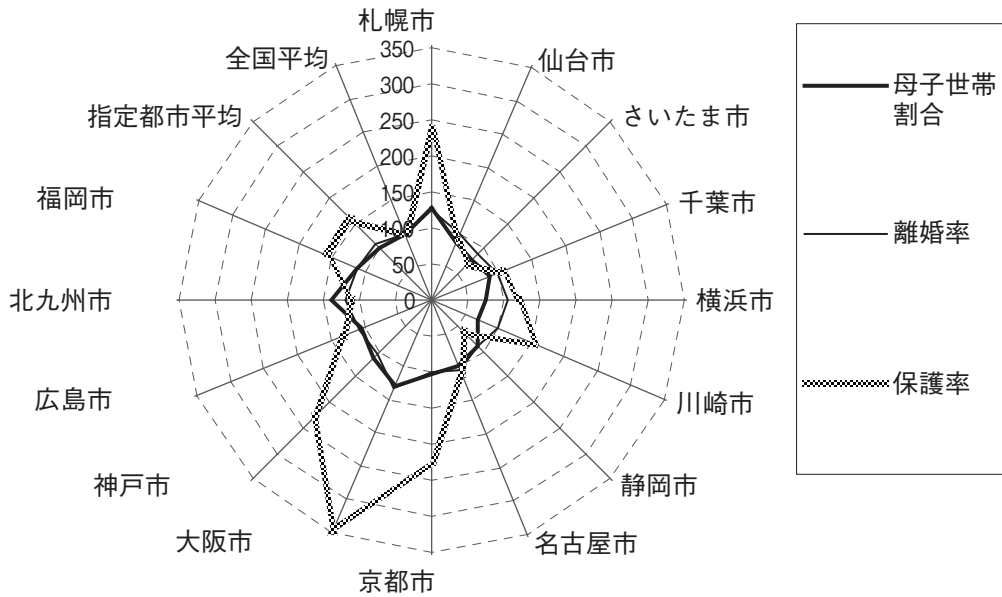 札幌市
仙台市
さいたま市
千葉市
横浜市
川崎市
静岡市
名古屋市
京都市
大阪市
神戸市
広島市
北九州市
福岡市
指定都市平均
全国平均
350
300
250
200
150
100
50
0
母子世帯
割合
離婚率
保護率